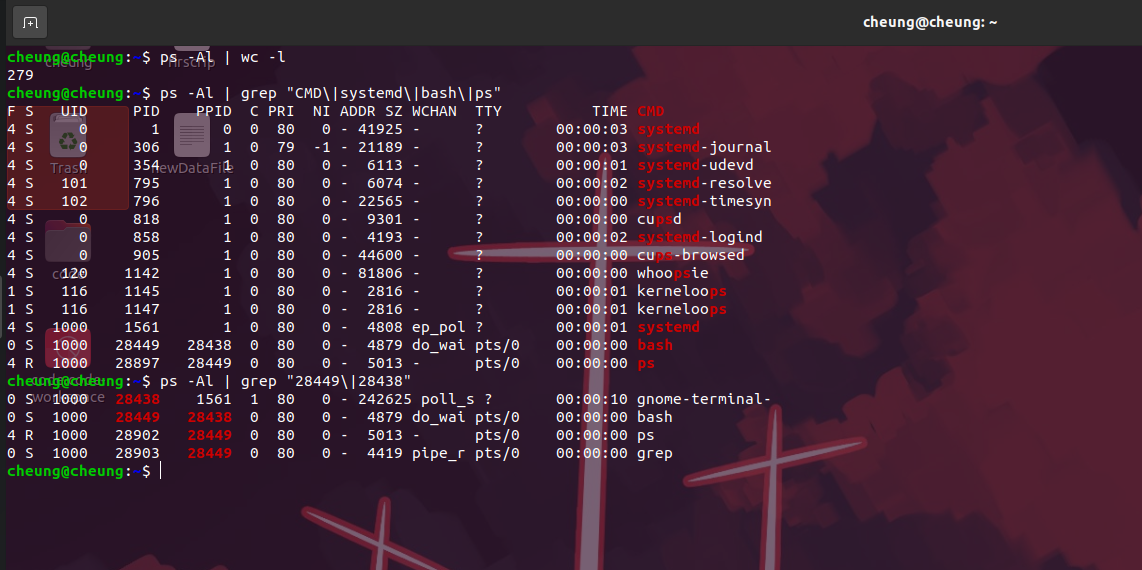 cheung@cheung: ~
cheung@cheung:~$ ps -Al | wc -l
279
cheung@cheung:~$ ps -Al | grep "CMD\|systemd\|bash\|ps"
F S   UID     PID    PPID  C PRI  NI ADDR SZ WCHAN  TTY          TIME CMD
4 S     0       1       0  0  80   0 - 41925 -      ?        00:00:03 systemd
4 S     0     306       1  0  79  -1 - 21189 -      ?        00:00:03 systemd-journal
4 S     0     354       1  0  80   0 -  6113 -      ?        00:00:01 systemd-udevd
4 S   101     795       1  0  80   0 -  6074 -      ?        00:00:02 systemd-resolve
4 S   102     796       1  0  80   0 - 22565 -      ?        00:00:00 systemd-timesyn
4 S     0     818       1  0  80   0 -  9301 -      ?        00:00:00 cupsd
4 S     0     858       1  0  80   0 -  4193 -      ?        00:00:02 systemd-logind
4 S     0     905       1  0  80   0 - 44600 -      ?        00:00:00 cups-browsed
4 S   120    1142       1  0  80   0 - 81806 -      ?        00:00:00 whoopsie
1 S   116    1145       1  0  80   0 -  2816 -      ?        00:00:01 kerneloops
1 S   116    1147       1  0  80   0 -  2816 -      ?        00:00:01 kerneloops
4 S  1000    1561       1  0  80   0 -  4808 ep_pol ?        00:00:01 systemd
0 S  1000   28449   28438  0  80   0 -  4879 do_wai pts/0    00:00:00 bash
4 R  1000   28897   28449  0  80   0 -  5013 -      pts/0    00:00:00 ps
cheung@cheung:~$ ps -Al | grep "28449\|28438"
0 S  1000   28438    1561  1  80   0 - 242625 poll_s ?       00:00:10 gnome-terminal-
0 S  1000   28449   28438  0  80   0 -  4879 do_wai pts/0    00:00:00 bash
4 R  1000   28902   28449  0  80   0 -  5013 -      pts/0    00:00:00 ps
0 S  1000   28903   28449  0  80   0 -  4419 pipe_r pts/0    00:00:00 grep
cheung@cheung:~$
cheung
Trash
newDataFile